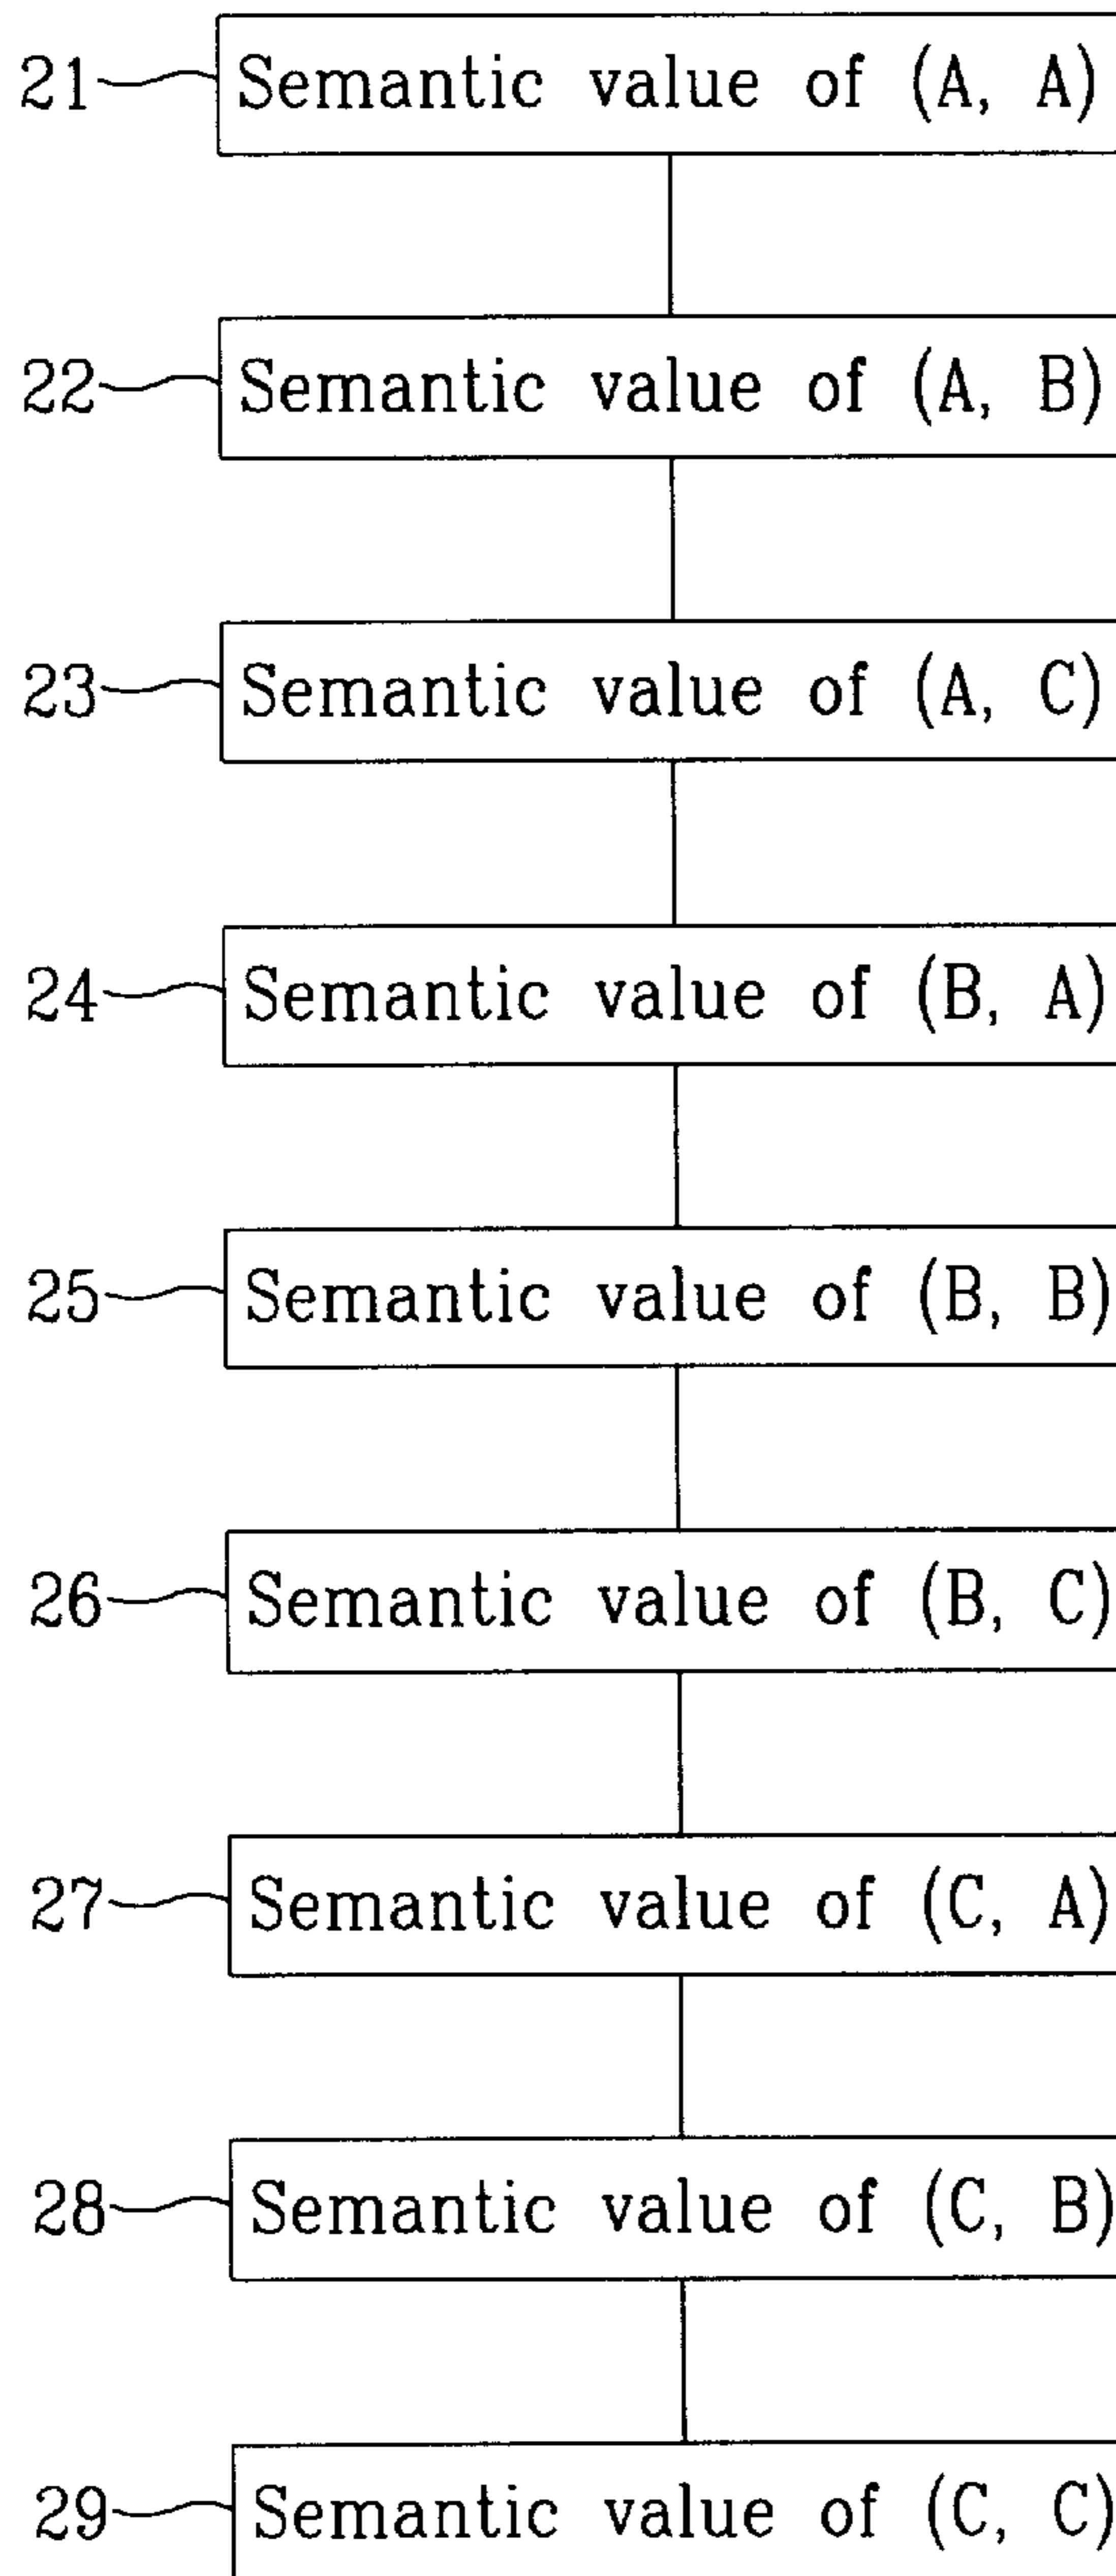 21 Semantic value of (A, A)
22 Semantic value of (A, B)
23 Semantic value of (A, C)
24 Semantic value of (B, A)
25 Semantic value of (B, B)
26 Semantic value of (B, C)
27 Semantic value of (C, A)
28 Semantic value of (C, B)
29 Semantic value of (C, C)